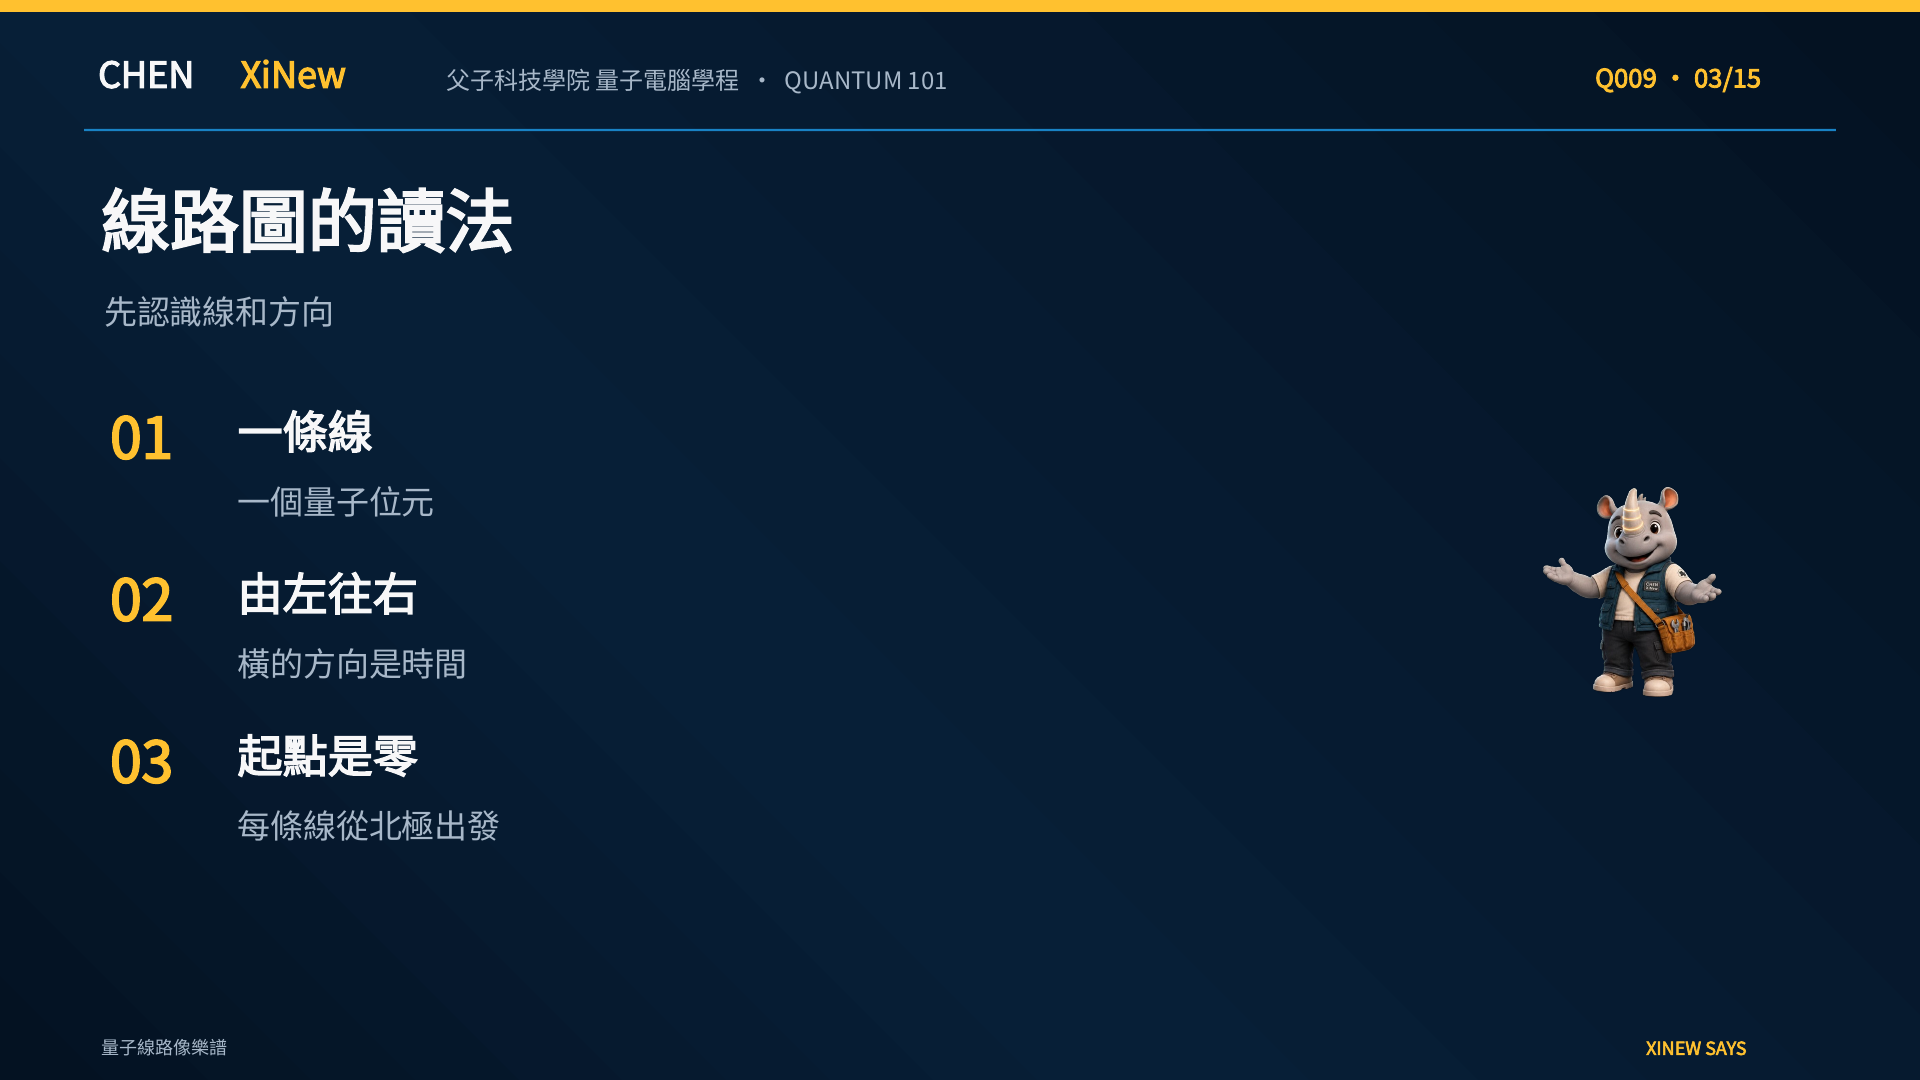 CHEN XiNew 父子科技學院 量子電腦學程 • QUANTUM 101 Q009 • 03/15
線路圖的讀法
先認識線和方向
01 一條線
一個量子位元
02 由左往右
橫的方向是時間
03 起點是零
每條線從北極出發
CHEN
XiNew
量子線路像樂譜
XINEW SAYS